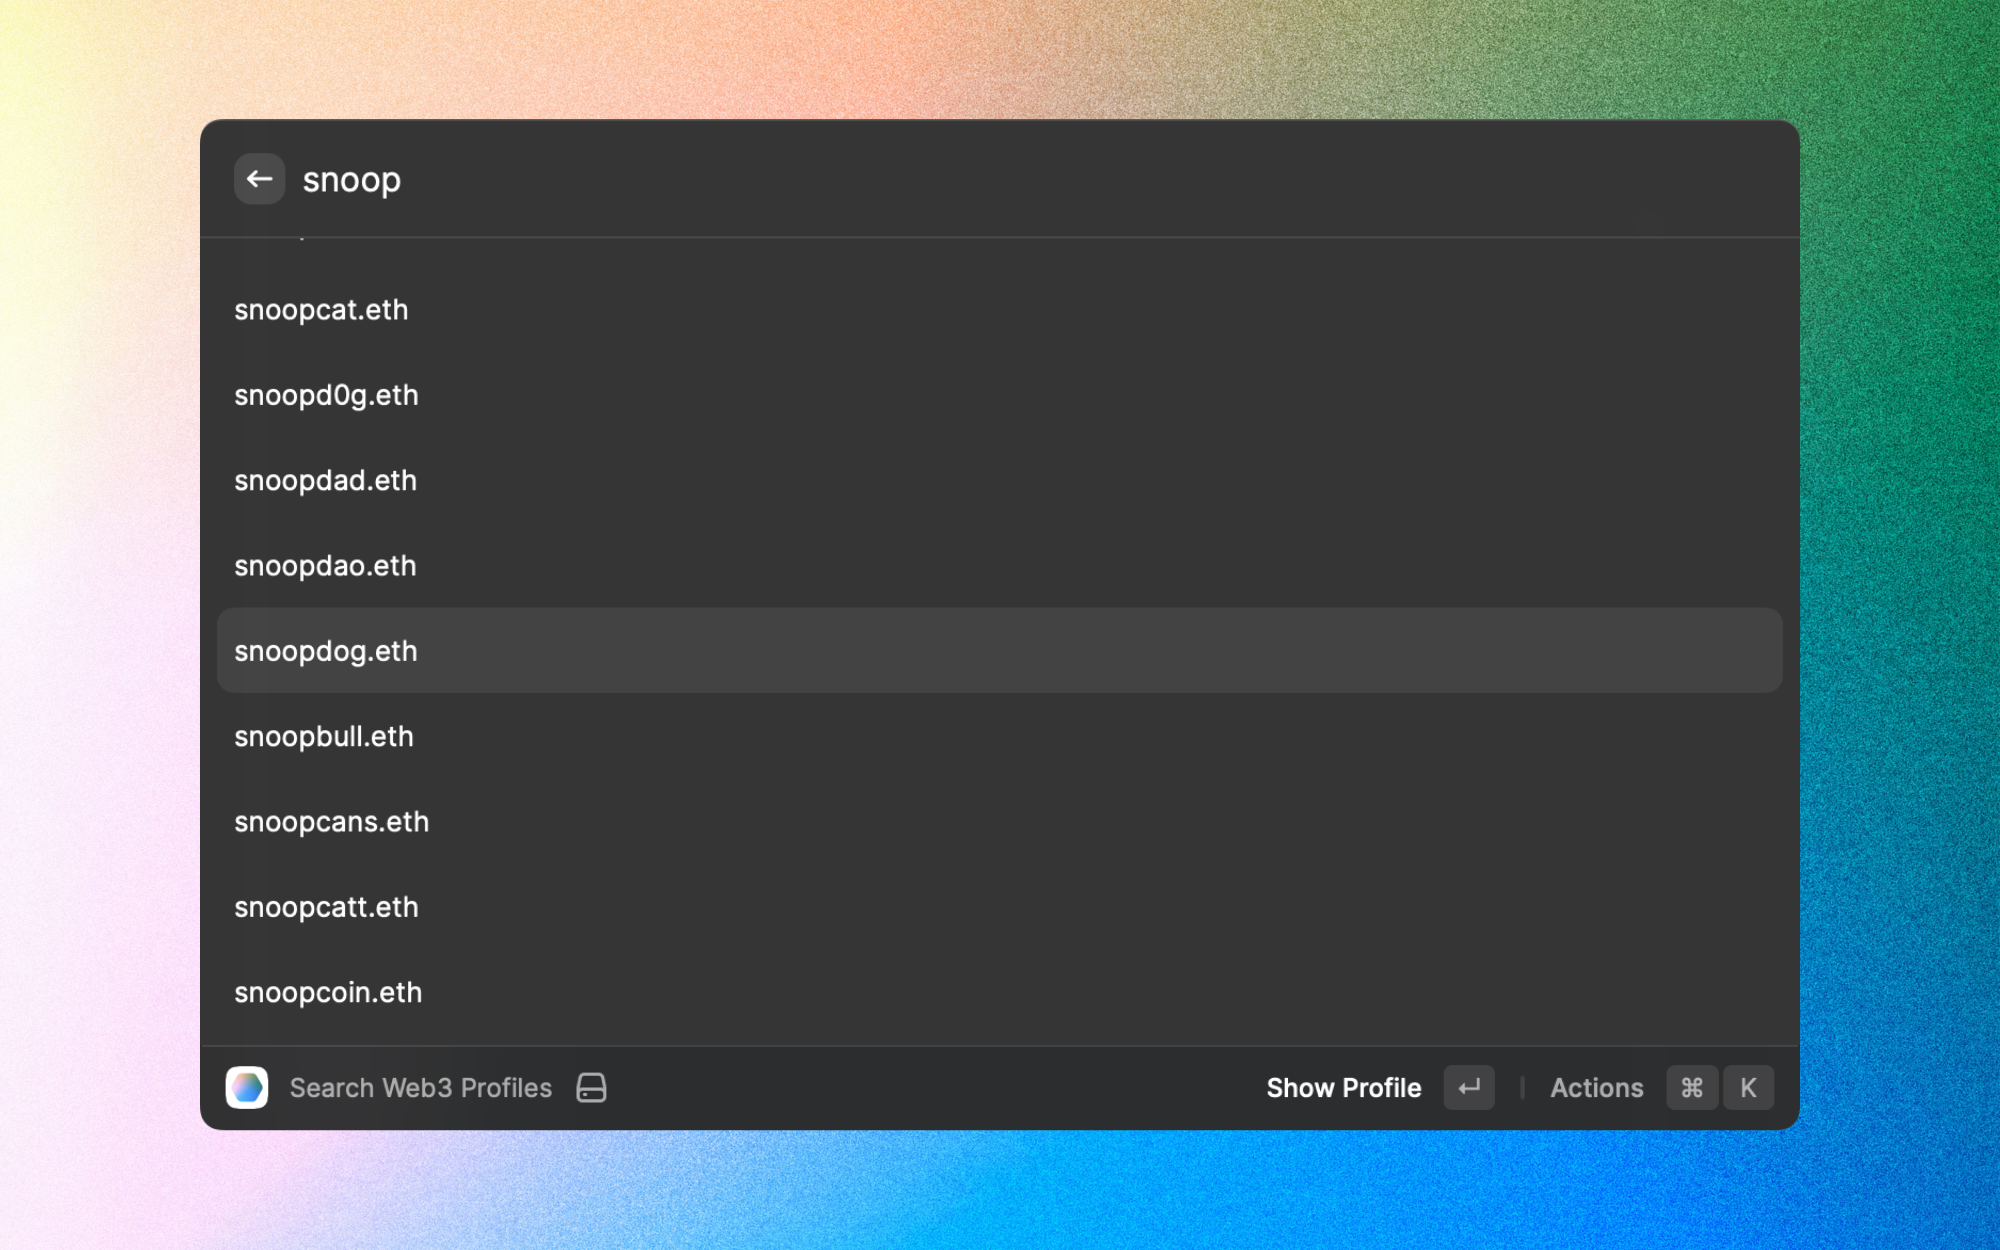 snoop
snoopcat.eth
snoopd0g.eth
snoopdad.eth
snoopdao.eth
snoopdog.eth
snoopbull.eth
snoopcans.eth
snoopcatt.eth
snoopcoin.eth
Search Web3 Profiles Show Profile ↵ Actions ⌘ K